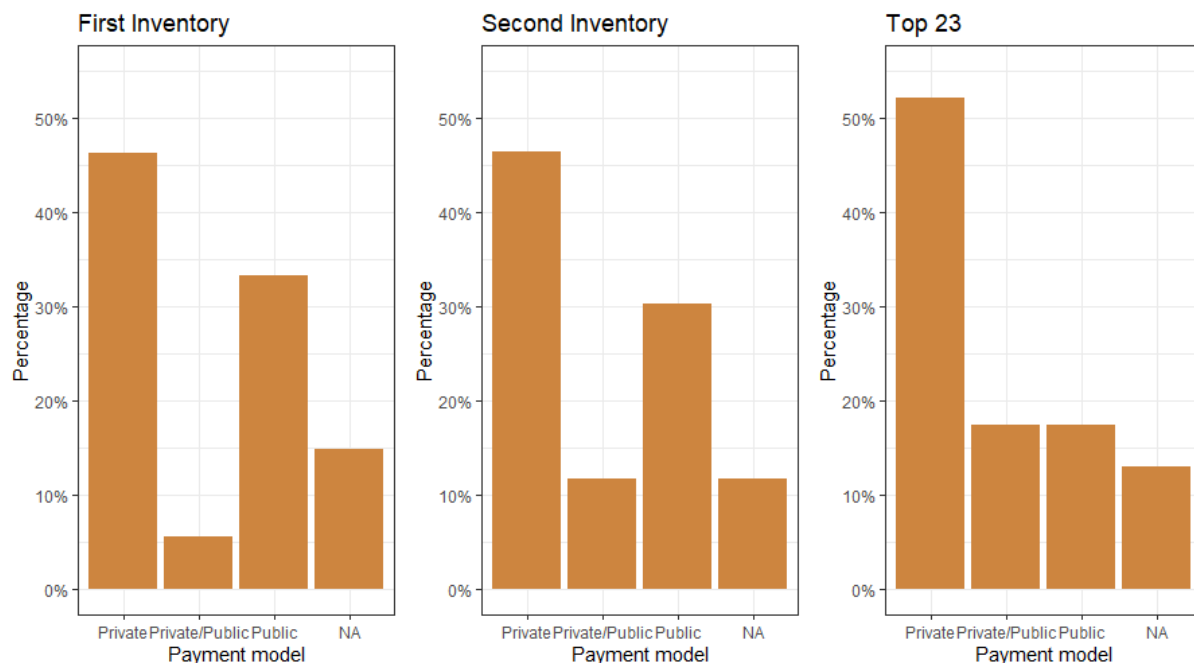 First Inventory
Second Inventory
Top 23
50%
40%
30%
20%
10%
0%
Percentage
Private Private/Public Public NA
Payment model
50%
40%
30%
20%
10%
0%
Percentage
Private Private/Public Public NA
Payment model
50%
40%
30%
20%
10%
0%
Percentage
Private Private/Public Public NA
Payment model